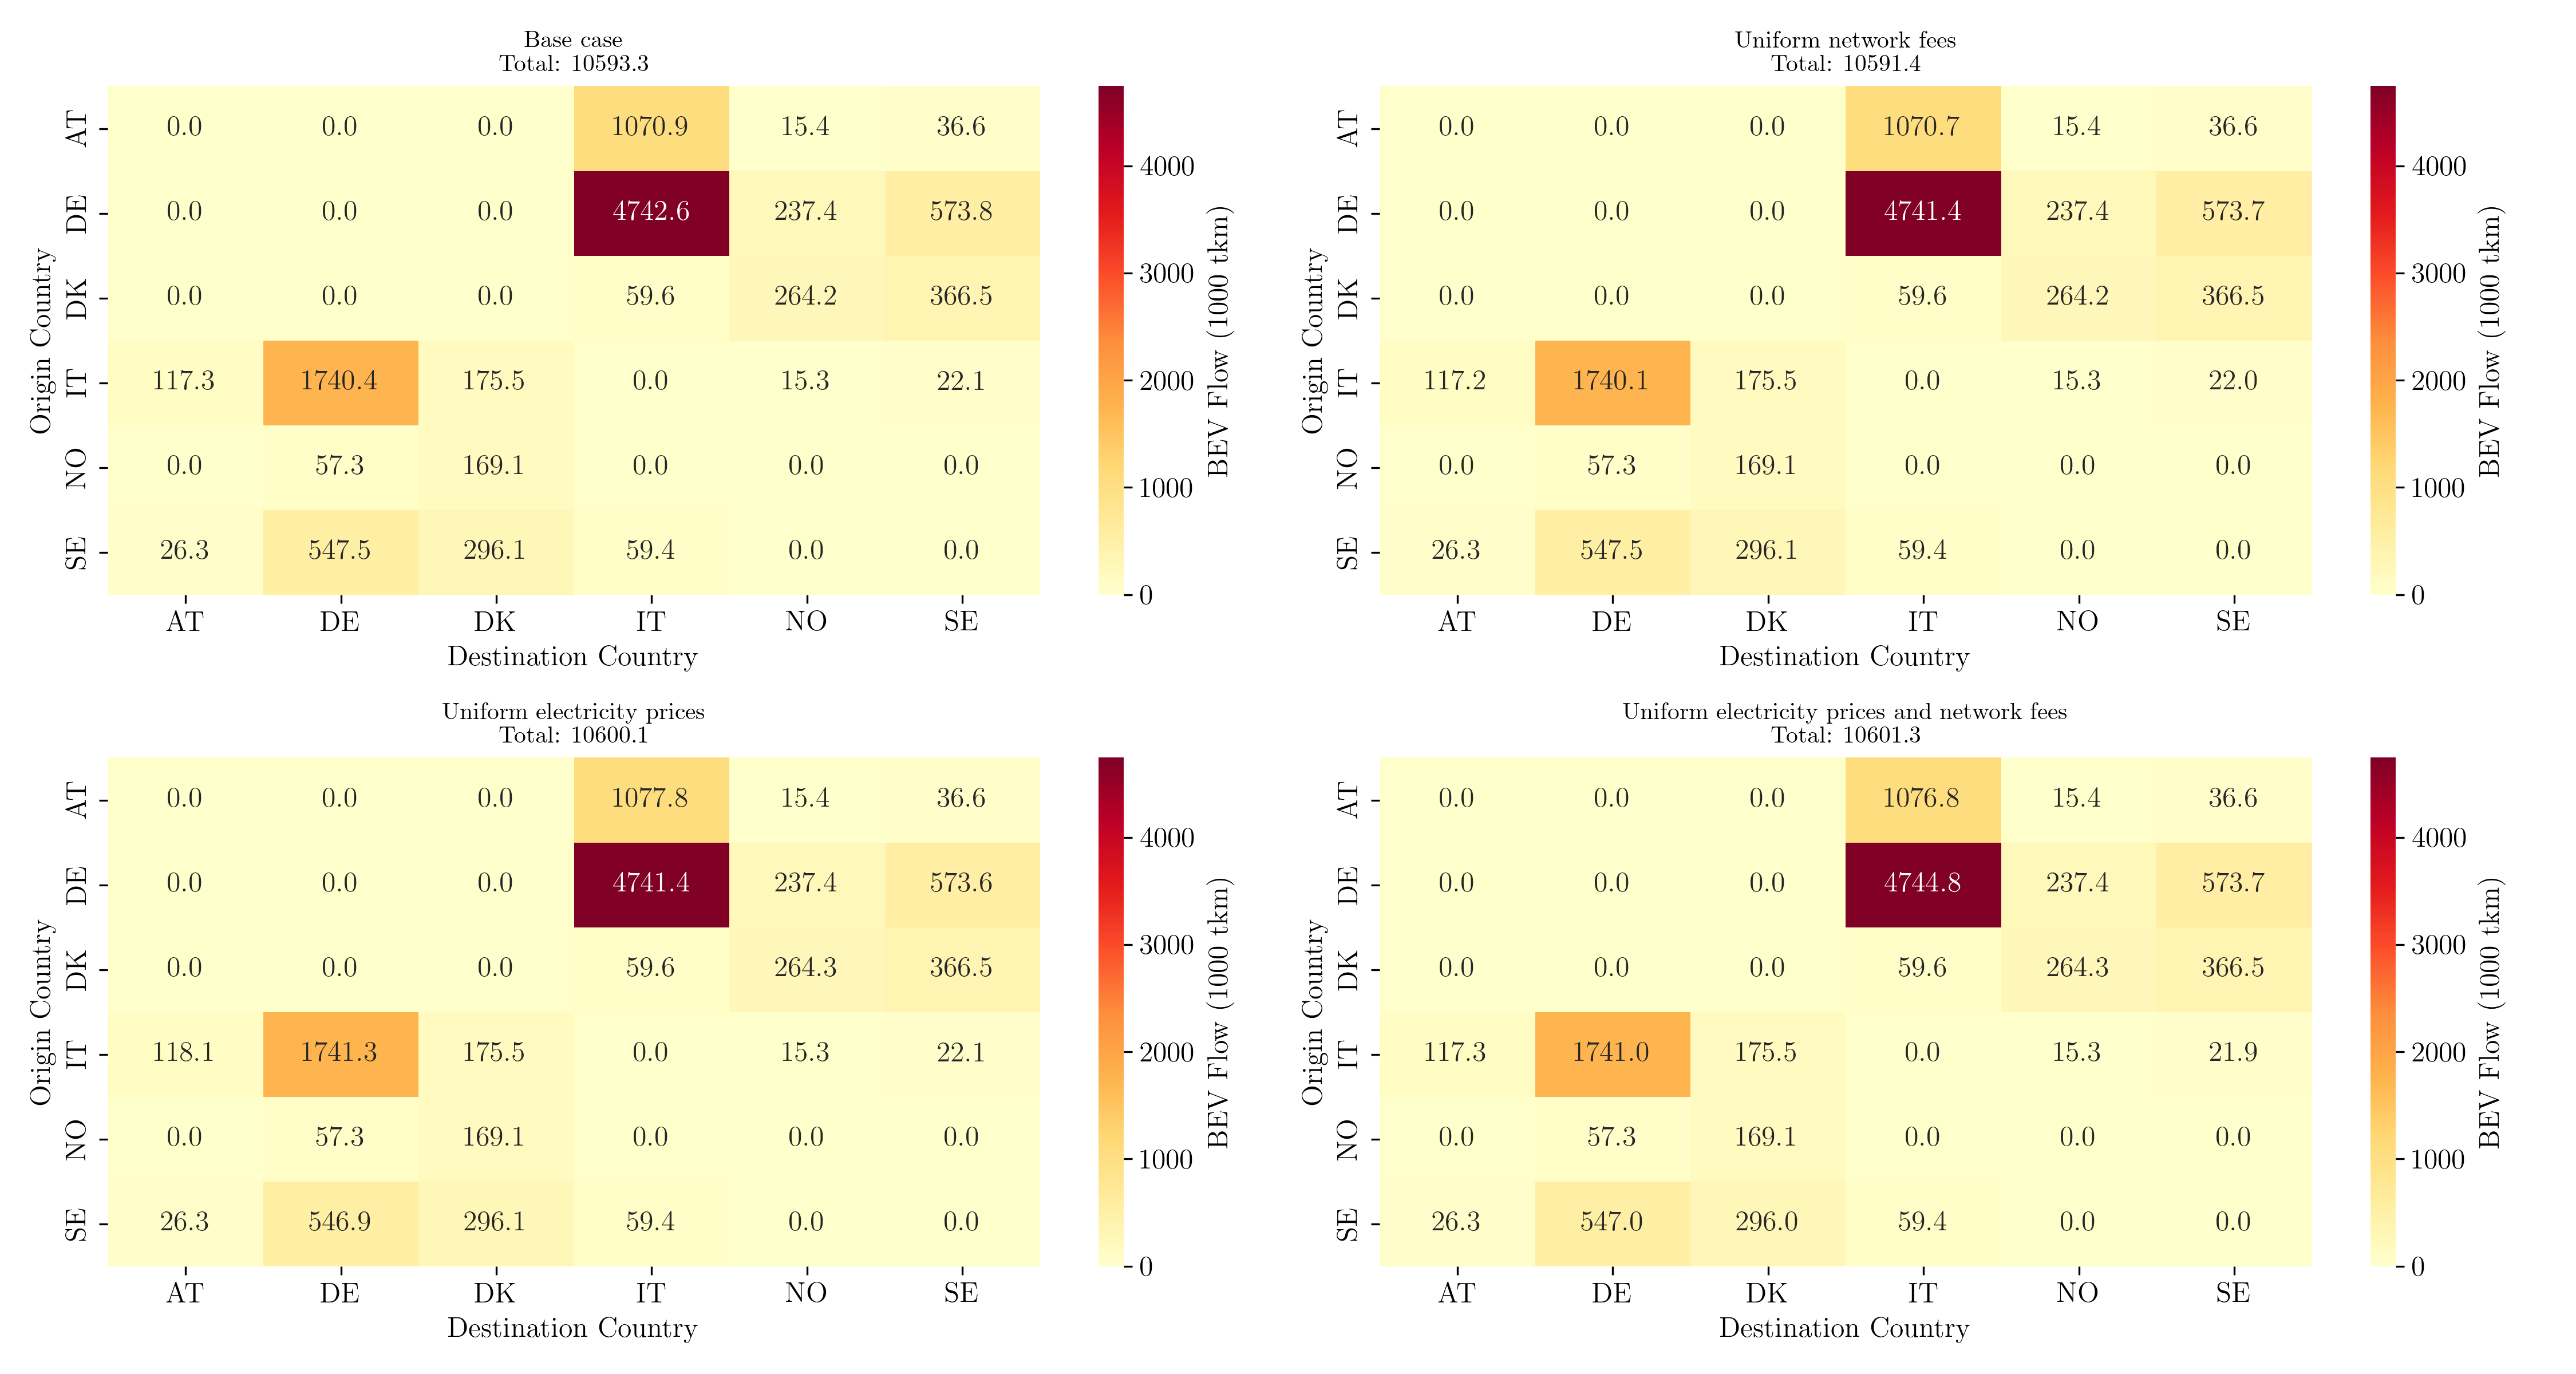 Base case
Total: 10593.3
Origin Country
AT 0.0 0.0 0.0 1070.9 15.4 36.6
DE 0.0 0.0 0.0 4742.6 237.4 573.8
DK 0.0 0.0 0.0 59.6 264.2 366.5
IT 117.3 1740.4 175.5 0.0 15.3 22.1
NO 0.0 57.3 169.1 0.0 0.0 0.0
SE 26.3 547.5 296.1 59.4 0.0 0.0
AT DE DK IT NO SE
Destination Country
4000
3000
2000
1000
0
BEV Flow (1000 tkm)
Uniform network fees
Total: 10591.4
Origin Country
AT 0.0 0.0 0.0 1070.7 15.4 36.6
DE 0.0 0.0 0.0 4741.4 237.4 573.7
DK 0.0 0.0 0.0 59.6 264.2 366.5
IT 117.2 1740.1 175.5 0.0 15.3 22.0
NO 0.0 57.3 169.1 0.0 0.0 0.0
SE 26.3 547.5 296.1 59.4 0.0 0.0
AT DE DK IT NO SE
Destination Country
4000
3000
2000
1000
0
BEV Flow (1000 tkm)
Uniform electricity prices
Total: 10600.1
Origin Country
AT 0.0 0.0 0.0 1077.8 15.4 36.6
DE 0.0 0.0 0.0 4741.4 237.4 573.6
DK 0.0 0.0 0.0 59.6 264.3 366.5
IT 118.1 1741.3 175.5 0.0 15.3 22.1
NO 0.0 57.3 169.1 0.0 0.0 0.0
SE 26.3 546.9 296.1 59.4 0.0 0.0
AT DE DK IT NO SE
Destination Country
4000
3000
2000
1000
0
BEV Flow (1000 tkm)
Uniform electricity prices and network fees
Total: 10601.3
Origin Country
AT 0.0 0.0 0.0 1076.8 15.4 36.6
DE 0.0 0.0 0.0 4744.8 237.4 573.7
DK 0.0 0.0 0.0 59.6 264.3 366.5
IT 117.3 1741.0 175.5 0.0 15.3 21.9
NO 0.0 57.3 169.1 0.0 0.0 0.0
SE 26.3 547.0 296.0 59.4 0.0 0.0
AT DE DK IT NO SE
Destination Country
4000
3000
2000
1000
0
BEV Flow (1000 tkm)